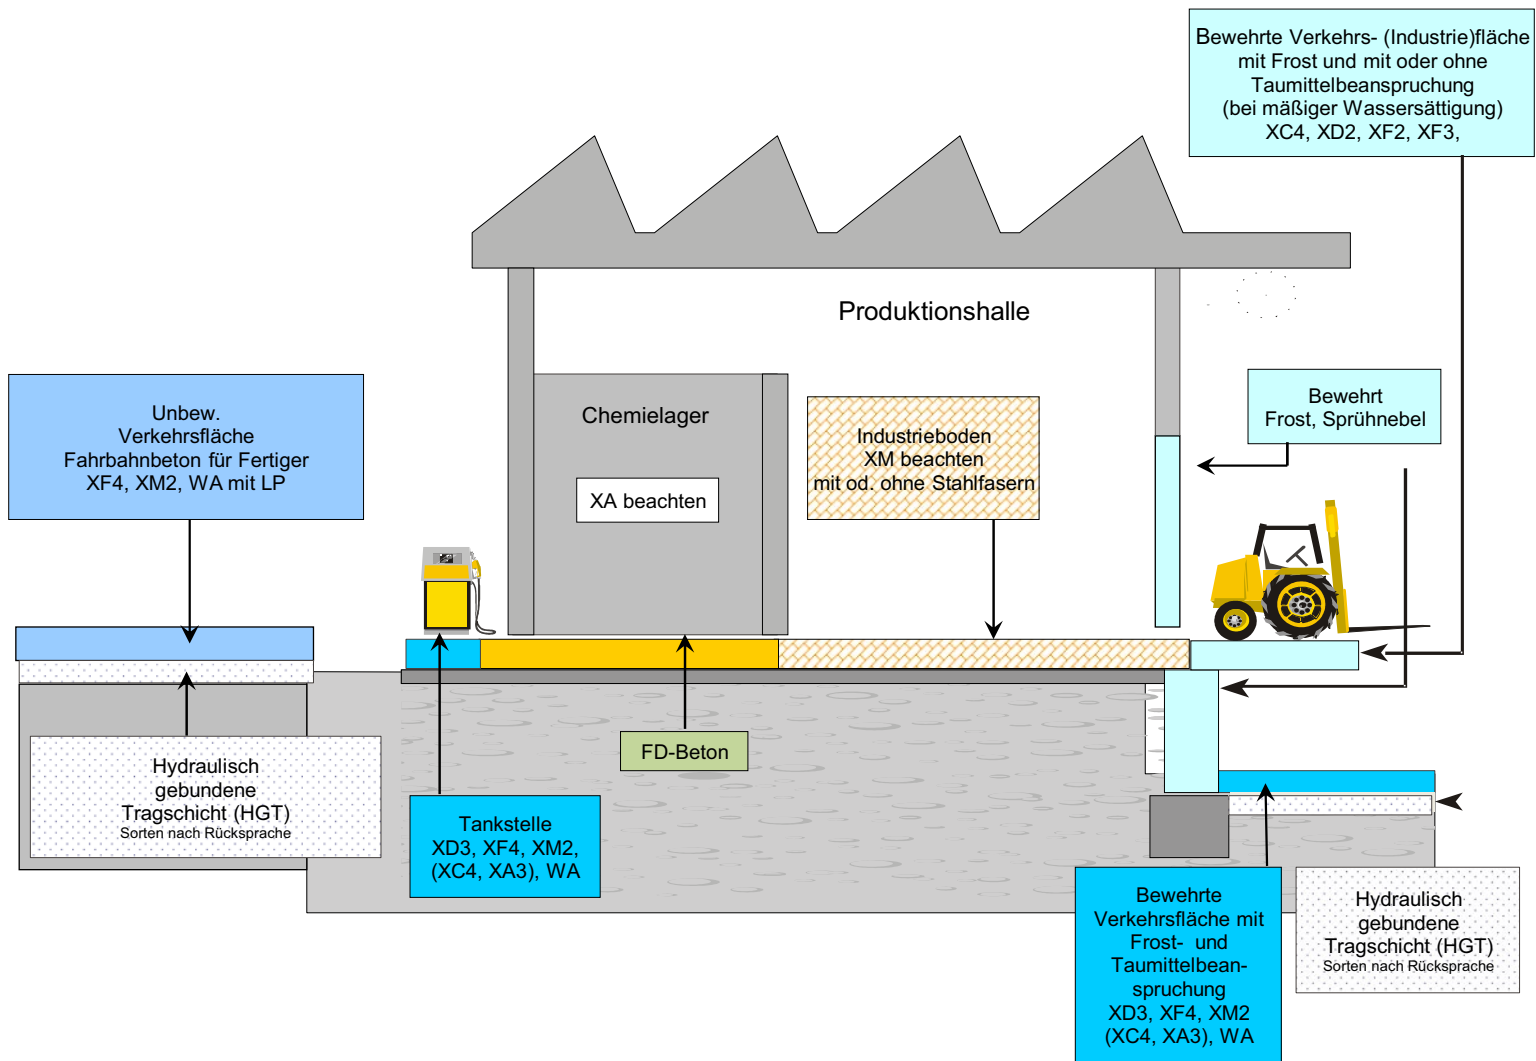 Bewehrte Verkehrs- (Industrie)fläche
mit Frost und mit oder ohne
Taumittelbeanspruchung
(bei mäßiger Wassersättigung)
XC4, XD2, XF2, XF3,
Produktionshalle
Unbew.
Verkehrsfläche
Fahrbahnbeton für Fertiger
XF4, XM2, WA mit LP
Chemielager
XA beachten
Industrieboden
XM beachten
mit od. ohne Stahlfasern
Bewehrt
Frost, Sprühnebel
Hydraulisch
gebundene
Tragschicht (HGT)
Sorten nach Rücksprache
FD-Beton
Tankstelle
XD3, XF4, XM2,
(XC4, XA3), WA
Bewehrte
Verkehrsfläche mit
Frost- und
Taumittelbean-
spruchung
XD3, XF4, XM2
(XC4, XA3), WA
Hydraulisch
gebundene
Tragschicht (HGT)
Sorten nach Rücksprache